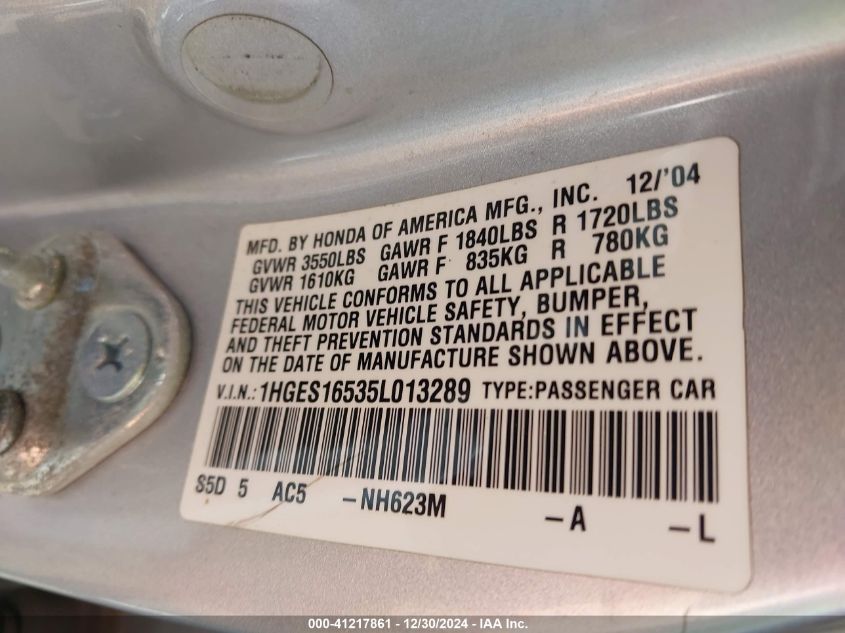 MFD. BY HONDA OF AMERICA MFG., INC. 12/'04
GVWR 3550LBS GAWR F 1840LBS R 1720LBS
GVWR 1610KG GAWR F 835KG R 780KG
THIS VEHICLE CONFORMS TO ALL APPLICABLE
FEDERAL MOTOR VEHICLE SAFETY, BUMPER,
AND THEFT PREVENTION STANDARDS IN EFFECT
ON THE DATE OF MANUFACTURE SHOWN ABOVE.
V.I.N.: 1HGES16535L013289 TYPE:PASSENGER CAR
S5D 5 AC5 -NH623M -A -L
000-41217861 - 12/30/2024 - IAA Inc.